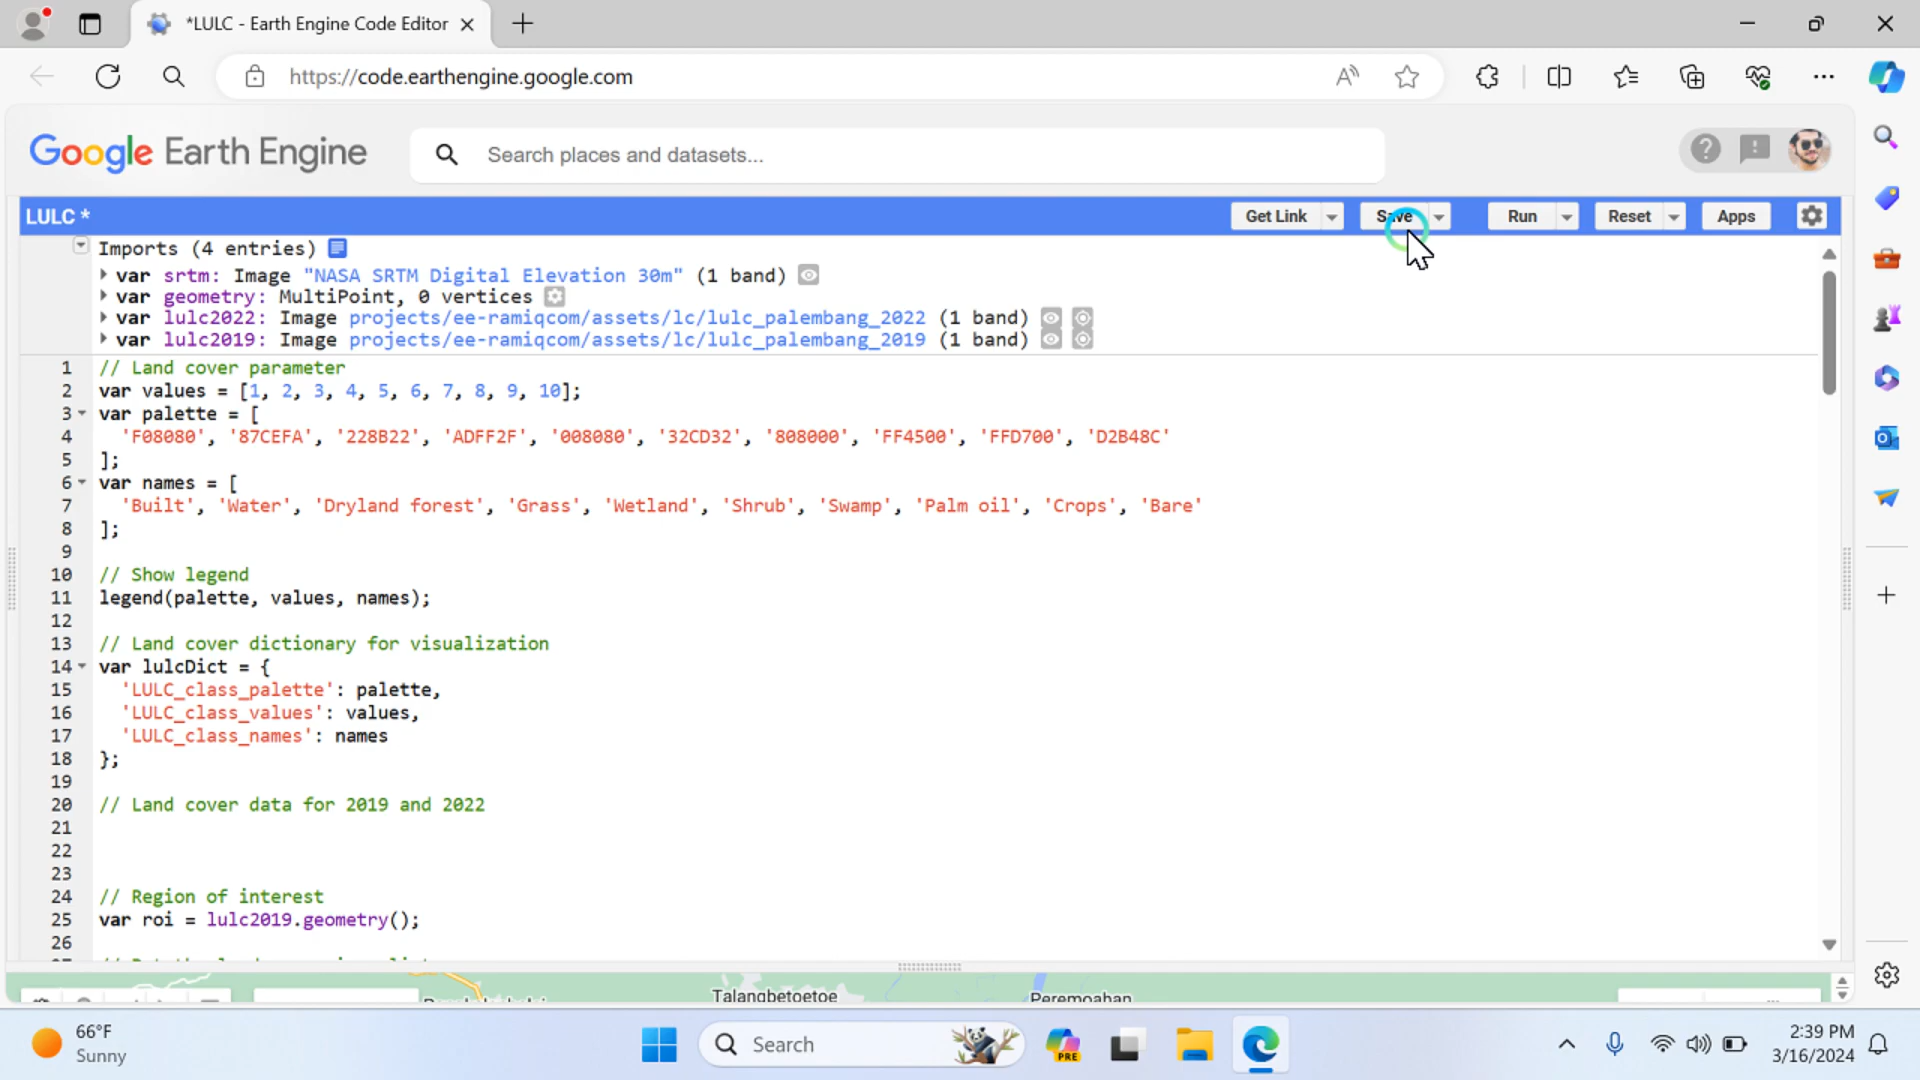 *LULC - Earth Engine Code Editor
https://code.earthengine.google.com
Google Earth Engine
Search places and datasets...
LULC *
Get Link
Save
Run
Reset
Apps
Imports (4 entries)
var srtm: Image "NASA SRTM Digital Elevation 30m" (1 band)
var geometry: MultiPoint, 0 vertices
var lulc2022: Image projects/ee-ramiqcom/assets/lc/lulc_palembang_2022 (1 band)
var lulc2019: Image projects/ee-ramiqcom/assets/lc/lulc_palembang_2019 (1 band)
1 // Land cover parameter
2 var values = [1, 2, 3, 4, 5, 6, 7, 8, 9, 10];
3 var palette = [
4 'F08080', '87CEFA', '228B22', 'ADFF2F', '008080', '32CD32', '808000', 'FF4500', 'FFD700', 'D2B48C'
5 ];
6 var names = [
7 'Built', 'Water', 'Dryland forest', 'Grass', 'Wetland', 'Shrub', 'Swamp', 'Palm oil', 'Crops', 'Bare'
8 ];
9
10 // Show legend
11 legend(palette, values, names);
12
13 // Land cover dictionary for visualization
14 var lulcDict = {
15 'LULC_class_palette': palette,
16 'LULC_class_values': values,
17 'LULC_class_names': names
18 };
19
20 // Land cover data for 2019 and 2022
21
22
23
24 // Region of interest
25 var roi = lulc2019.geometry();
26
Talangbetoetoe
Peremoahan
66°F
Sunny
Search
PRE
2:39 PM
3/16/2024